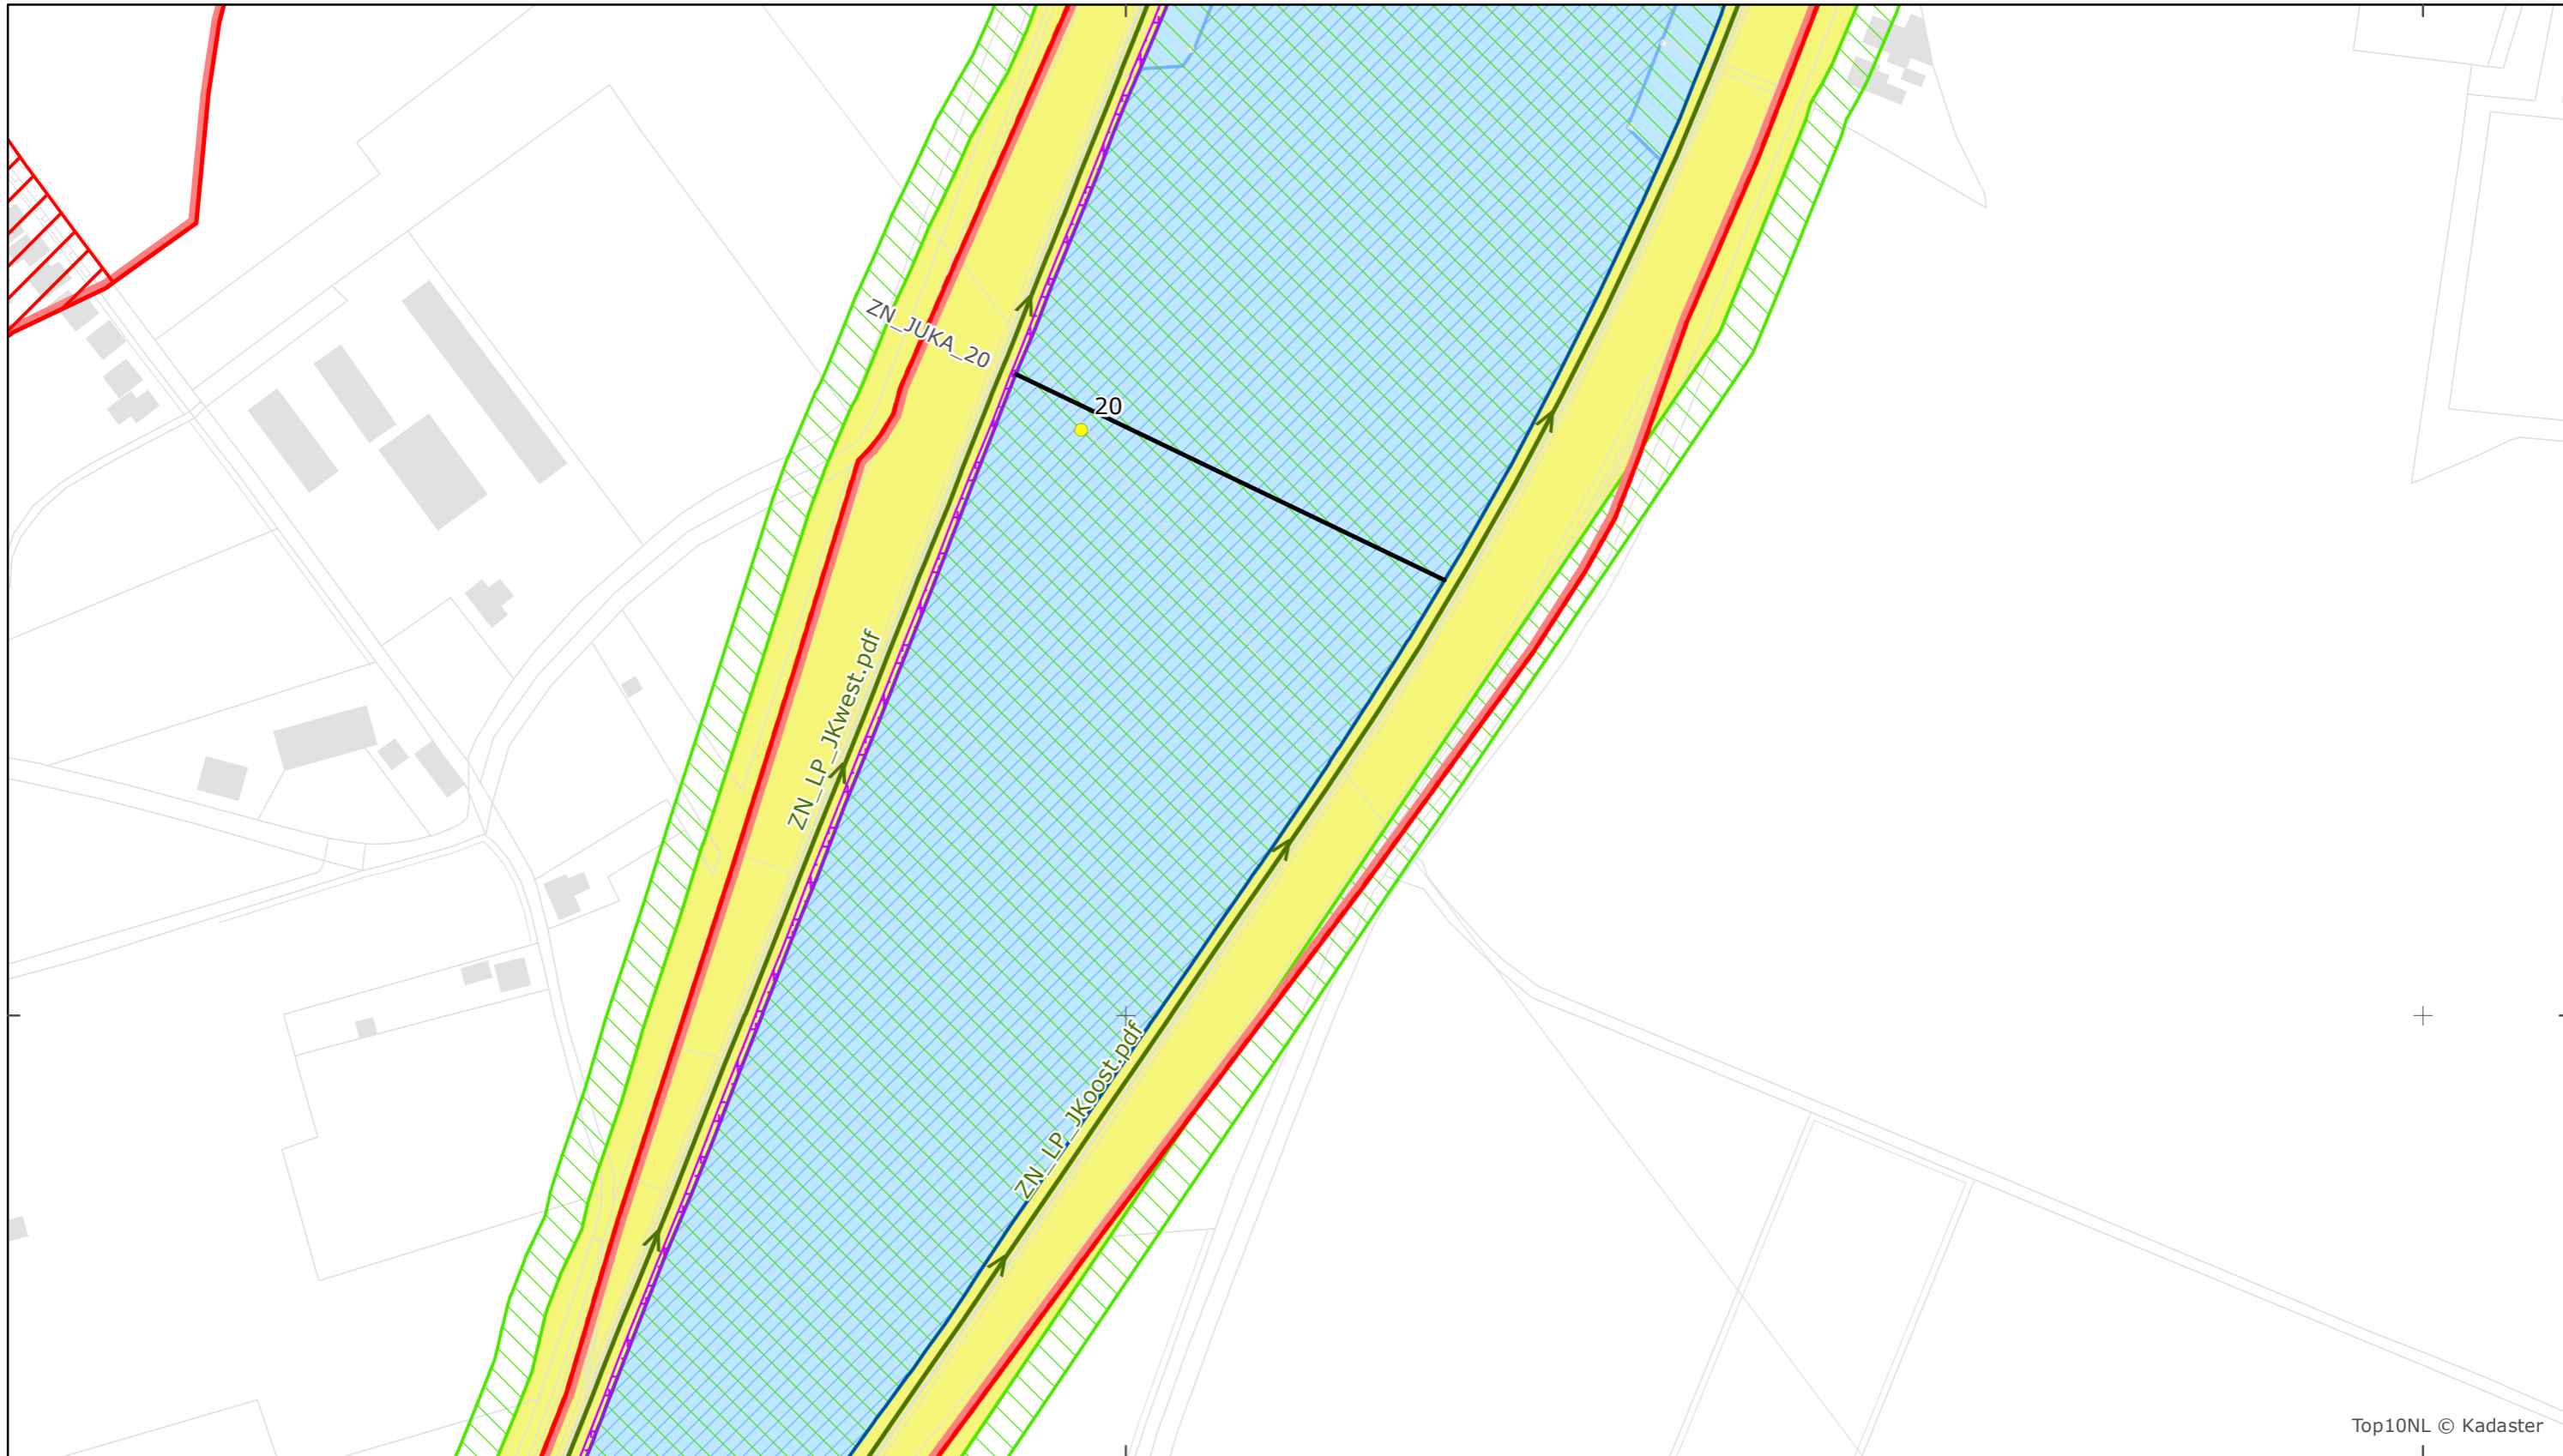 ZN_JUKA_20
20
ZN_LP_JKwest.pdf
ZN_LP_JKoost.pdf
Top10NL © Kadaster